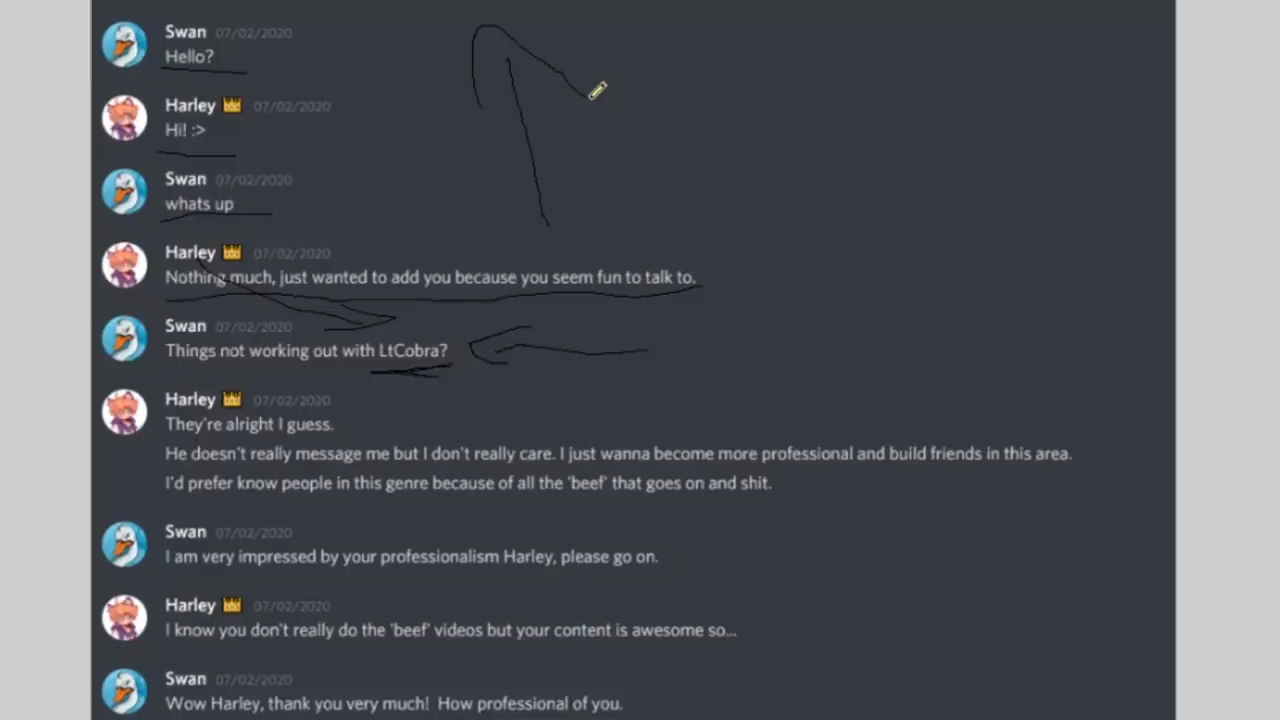 Swan 07/02/2020
Hello?
Harley 07/02/2020
Hi! :>
Swan 07/02/2020
whats up
Harley 07/02/2020
Nothing much, just wanted to add you because you seem fun to talk to.
Swan 07/02/2020
Things not working out with LtCobra?
Harley 07/02/2020
They're alright I guess.
He doesn't really message me but I don't really care. I just wanna become more professional and build friends in this area.
I'd prefer know people in this genre because of all the 'beef' that goes on and shit.
Swan 07/02/2020
I am very impressed by your professionalism Harley, please go on.
Harley 07/02/2020
I know you don't really do the 'beef' videos but your content is awesome so...
Swan 07/02/2020
Wow Harley, thank you very much! How professional of you.